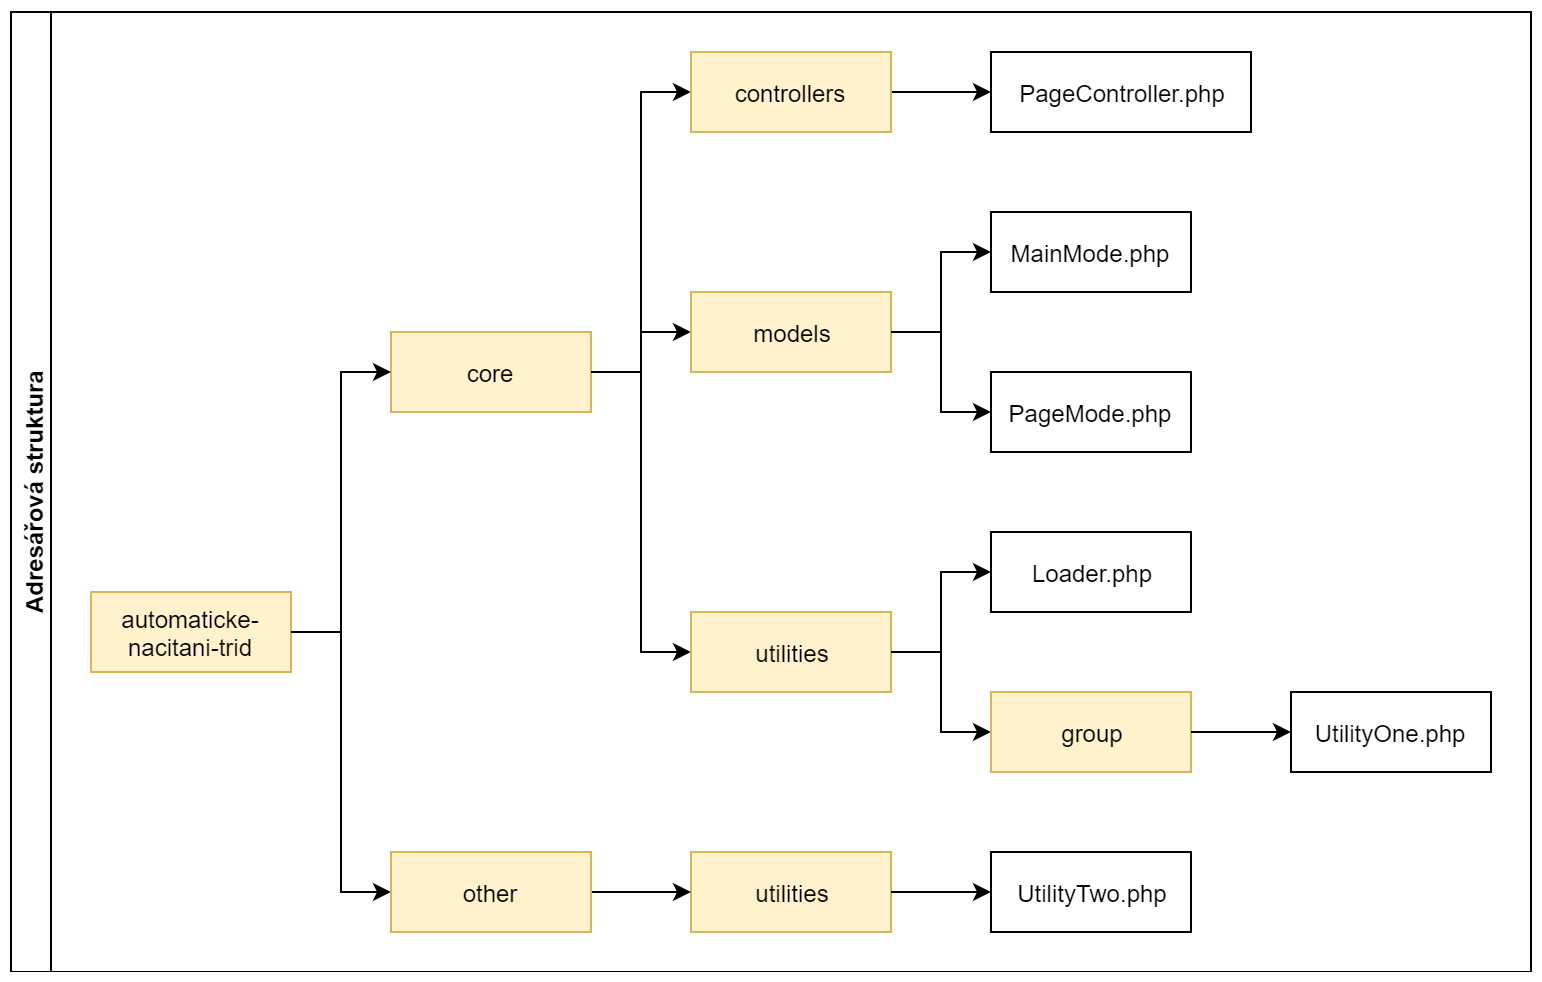 Adresářová struktura
automaticke-
nacitani-trid
core
other
controllers
models
utilities
utilities
PageController.php
MainMode.php
PageMode.php
Loader.php
group
UtilityTwo.php
UtilityOne.php